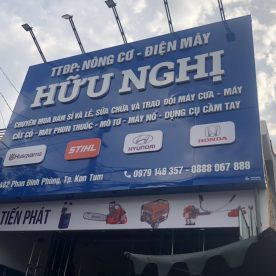 TTĐP: NÔNG CƠ - ĐIỆN MÁY
HỮU NGHỊ
CHUYÊN MUA BÁN SỈ VÀ LẺ, SỬA CHỮA VÀ TRAO ĐỔI MÁY CƯA - MÁY
CẮT CỎ - MÁY PHUN THUỐC - MÔ TƠ - MÁY NỔ - DỤNG CỤ CẦM TAY
Husqvarna
STIHL
HYUNDAI
HONDA
482 Phan Đình Phùng, Tp. Kon Tum
0979 148 357 - 0888 067 888
TIẾN PHÁT